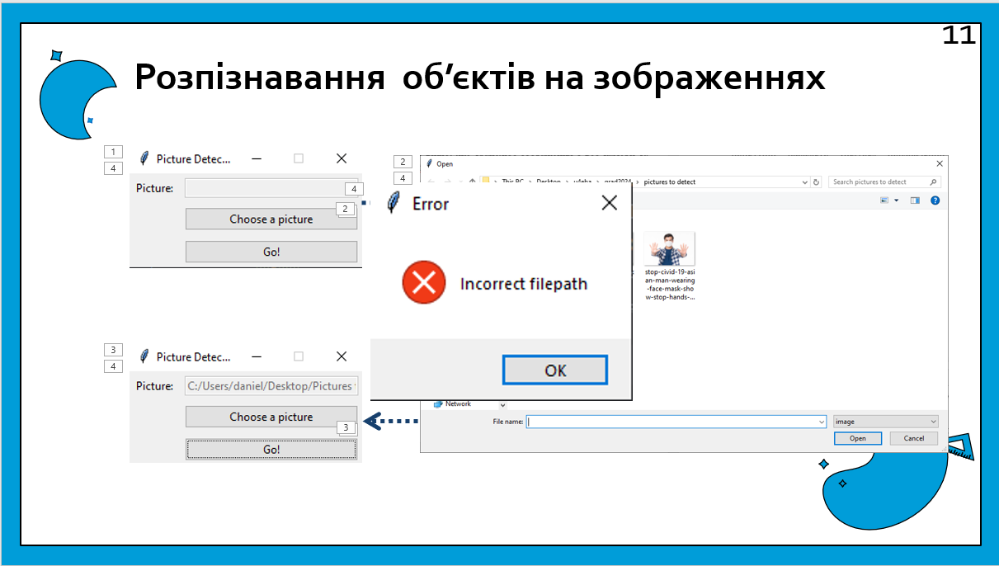 11
Розпізнавання об’єктів на зображеннях
1
4
Picture Detec...
Picture:
4
2
Choose a picture
Go!
2
4
Open
This PC > Desktop > > grad2024 > pictures to detect
Search pictures to detect
Error
Incorrect filepath
OK
stop-civid-19-asi
an-man-wearing
-face-mask-sho
w-stop-hands-...
3
4
Picture Detec...
Picture:
C:/Users/daniel/Desktop/Pictures
Choose a picture
3
Go!
Network
File name:
image
Open
Cancel